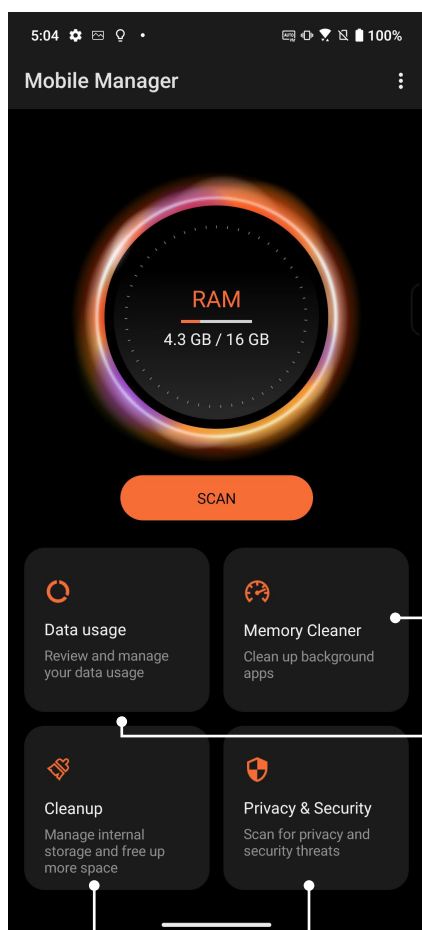 5:04
100%
Mobile Manager
RAM
4.3 GB / 16 GB
SCAN
Data usage
Review and manage
your data usage
Memory Cleaner
Clean up background
apps
Cleanup
Manage internal
storage and free up
more space
Privacy & Security
Scan for privacy and
security threats